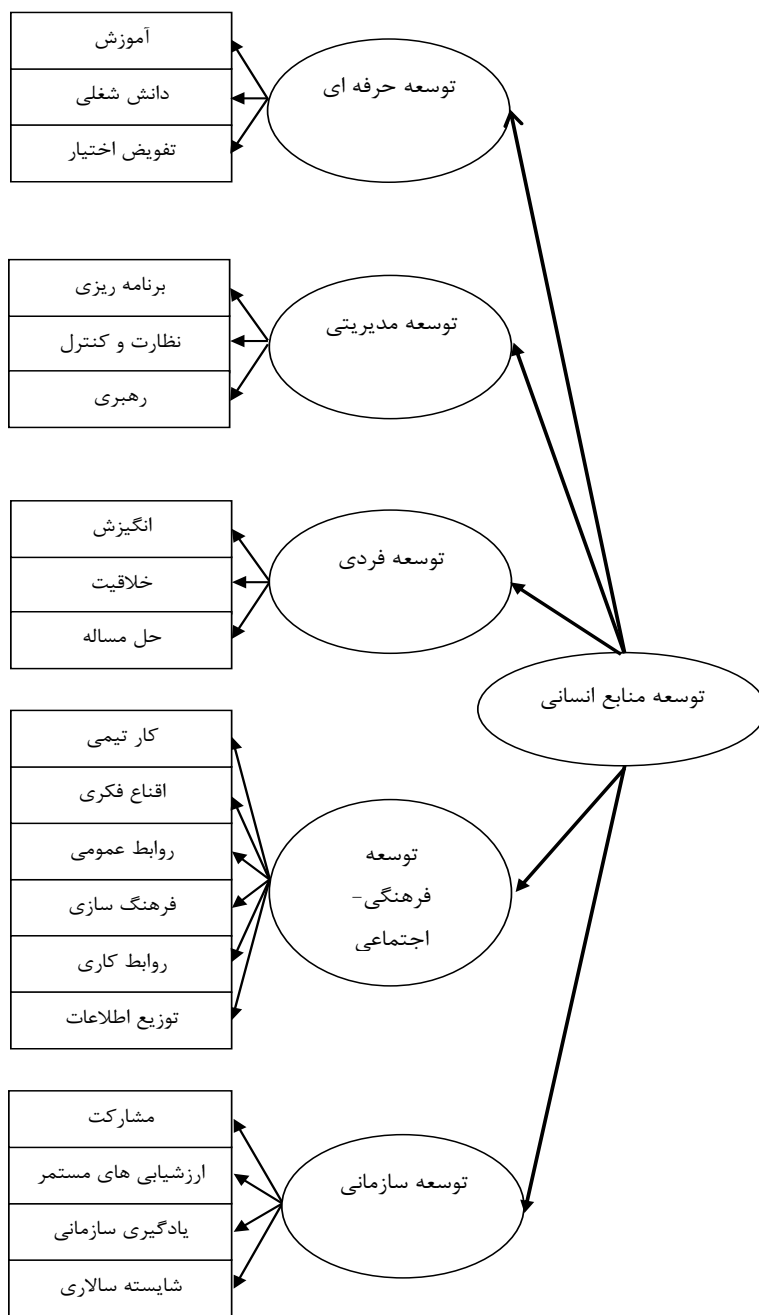 توسعه منابع انسانی
توسعه حرفه ای
آموزش
دانش شغلی
تفویض اختیار
توسعه مدیریتی
برنامه ریزی
نظارت و کنترل
رهبری
توسعه فردی
انگیزش
خلاقیت
حل مساله
توسعه
فرهنگی-
اجتماعی
کار تیمی
اقناع فکری
روابط عمومی
فرهنگ سازی
روابط کاری
توزیع اطلاعات
توسعه سازمانی
مشارکت
ارزشیابی های مستمر
یادگیری سازمانی
شایسته سالاری